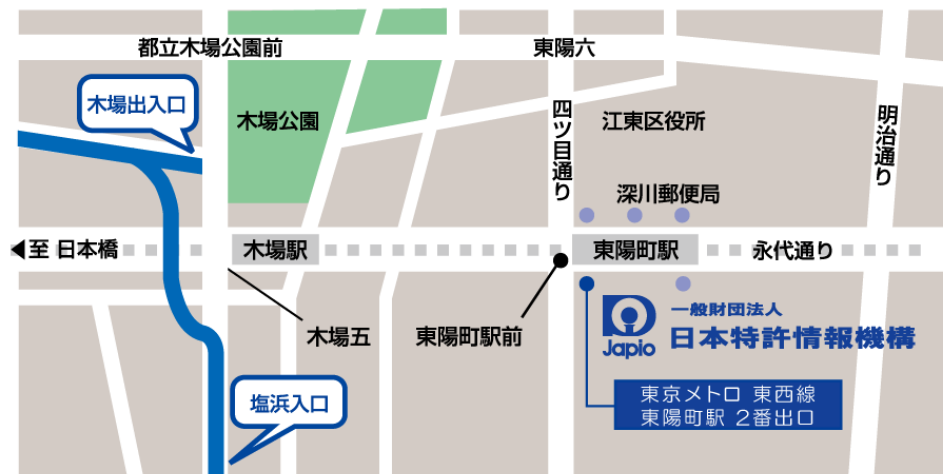 都立木場公園前
東陽六
木場出入口
木場公園
四ツ目通り
江東区役所
明治通り
深川郵便局
至 日本橋
木場駅
東陽町駅
永代通り
木場五
東陽町駅前
Japio
一般財団法人
日本特許情報機構
塩浜入口
東京メトロ 東西線
東陽町駅 2番出口